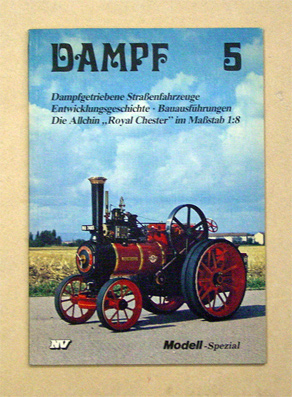 DAMPF 5
Dampfgetriebene Straßenfahrzeuge
Entwicklungsgeschichte · Bauausführungen
Die Allchin „Royal Chester" im Maßstab 1:8
NV
Modell-Spezial